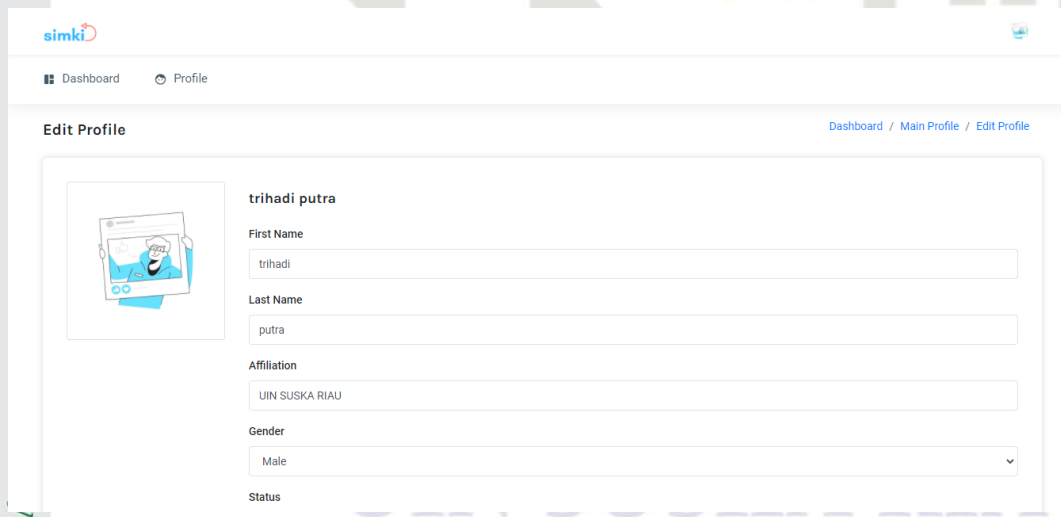 simki
Dashboard Profile
Edit Profile
Dashboard / Main Profile / Edit Profile
trihadi putra
First Name
trihadi
Last Name
putra
Affiliation
UIN SUSKA RIAU
Gender
Male
Status